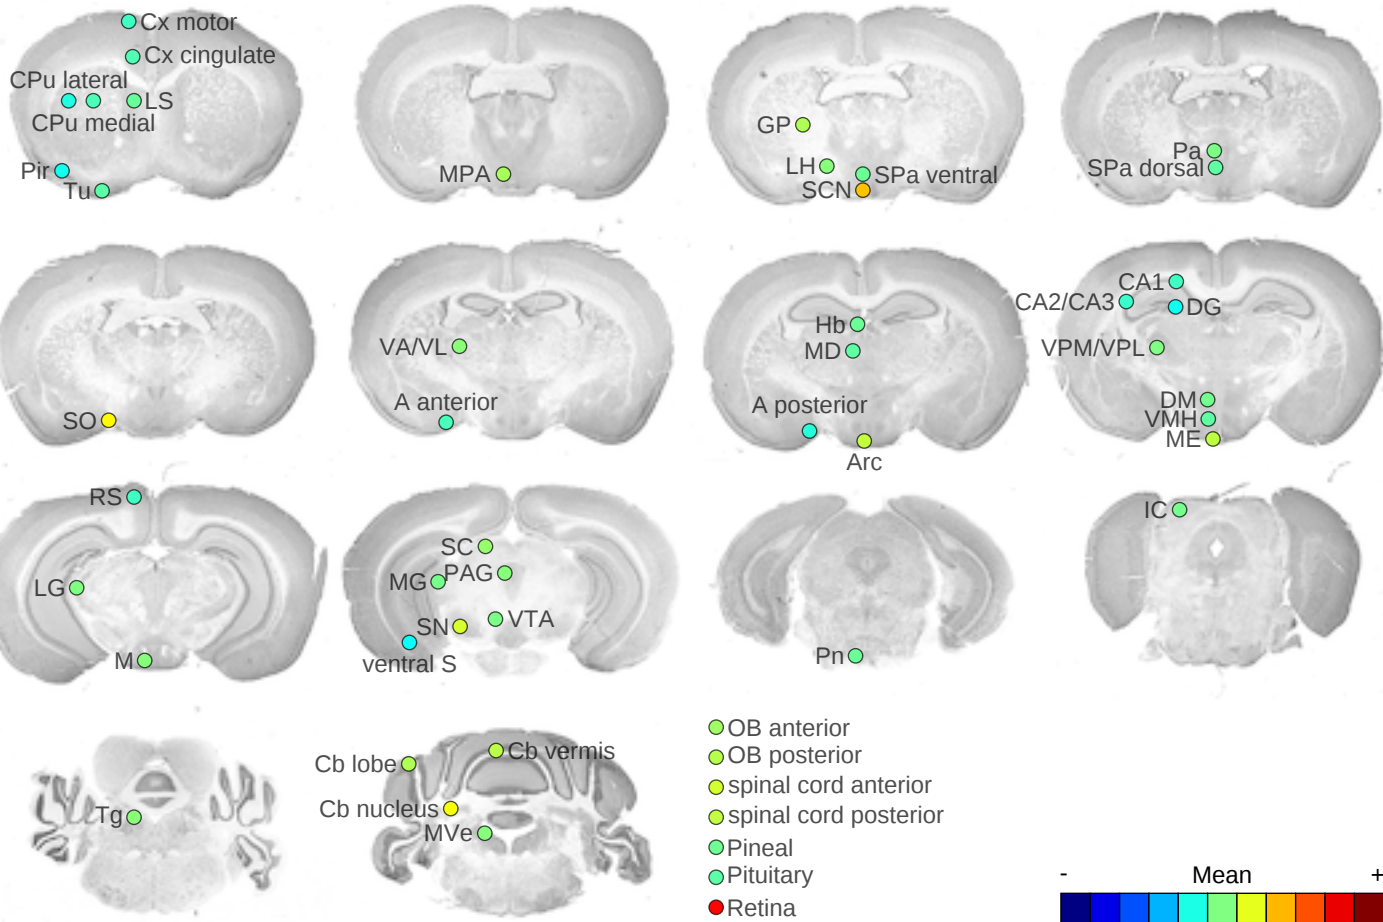 Cx motor
Cx cingulate
CPu lateral
LS
CPu medial
Pir
Tu
MPA
GP
LH
SPa ventral
SCN
Pa
SPa dorsal
SO
VA/VL
A anterior
Hb
MD
A posterior
Arc
CA1
CA2/CA3
DG
VPM/VPL
DM
VMH
ME
RS
LG
M
SC
MG
PAG
SN
VTA
ventral S
Pn
IC
Tg
Cb lobe
Cb vermis
Cb nucleus
MVe
OB anterior
OB posterior
spinal cord anterior
spinal cord posterior
Pineal
Pituitary
Retina
- Mean +